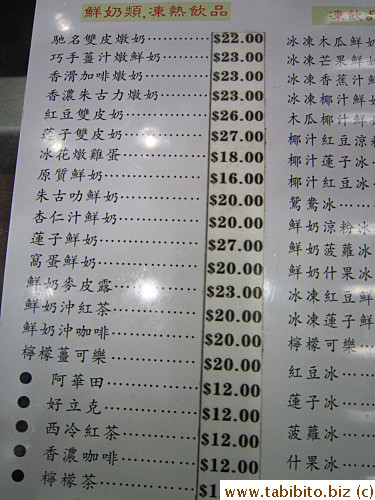 鮮奶類,凍熱飲品
馳名雙皮燉奶 $22.00
巧手薑汁燉鮮奶 $23.00
香滑咖啡燉奶 $23.00
香濃朱古力燉奶 $23.00
紅豆雙皮奶 $26.00
蓮子雙皮奶 $27.00
冰花燉雞蛋 $18.00
原質鮮奶 $16.00
朱古叻鮮奶 $20.00
杏仁汁鮮奶 $20.00
蓮子鮮奶 $27.00
窩蛋鮮奶 $20.00
鮮奶麥皮露 $23.00
鮮奶沖紅茶 $20.00
鮮奶沖咖啡 $20.00
檸檬薑可樂 $20.00
阿華田 $12.00
好立克 $12.00
西冷紅茶 $12.00
香濃咖啡 $12.00
檸檬茶 $1
凍飲品
冰凍木瓜鮮奶
冰凍芒果鮮奶
冰凍香蕉汁鮮
冰凍椰汁鮮奶
木瓜椰汁鮮奶
椰汁紅豆涼
椰汁蓮子冰
椰汁紅豆冰
鴛鴦冰
鮮奶涼粉冰
鮮奶菠蘿冰
鮮奶什果冰
冰凍紅豆鮮
冰凍蓮子鮮
檸檬可樂
紅豆冰
蓮子冰
菠蘿冰
什果冰
www.tabibito.biz (c)